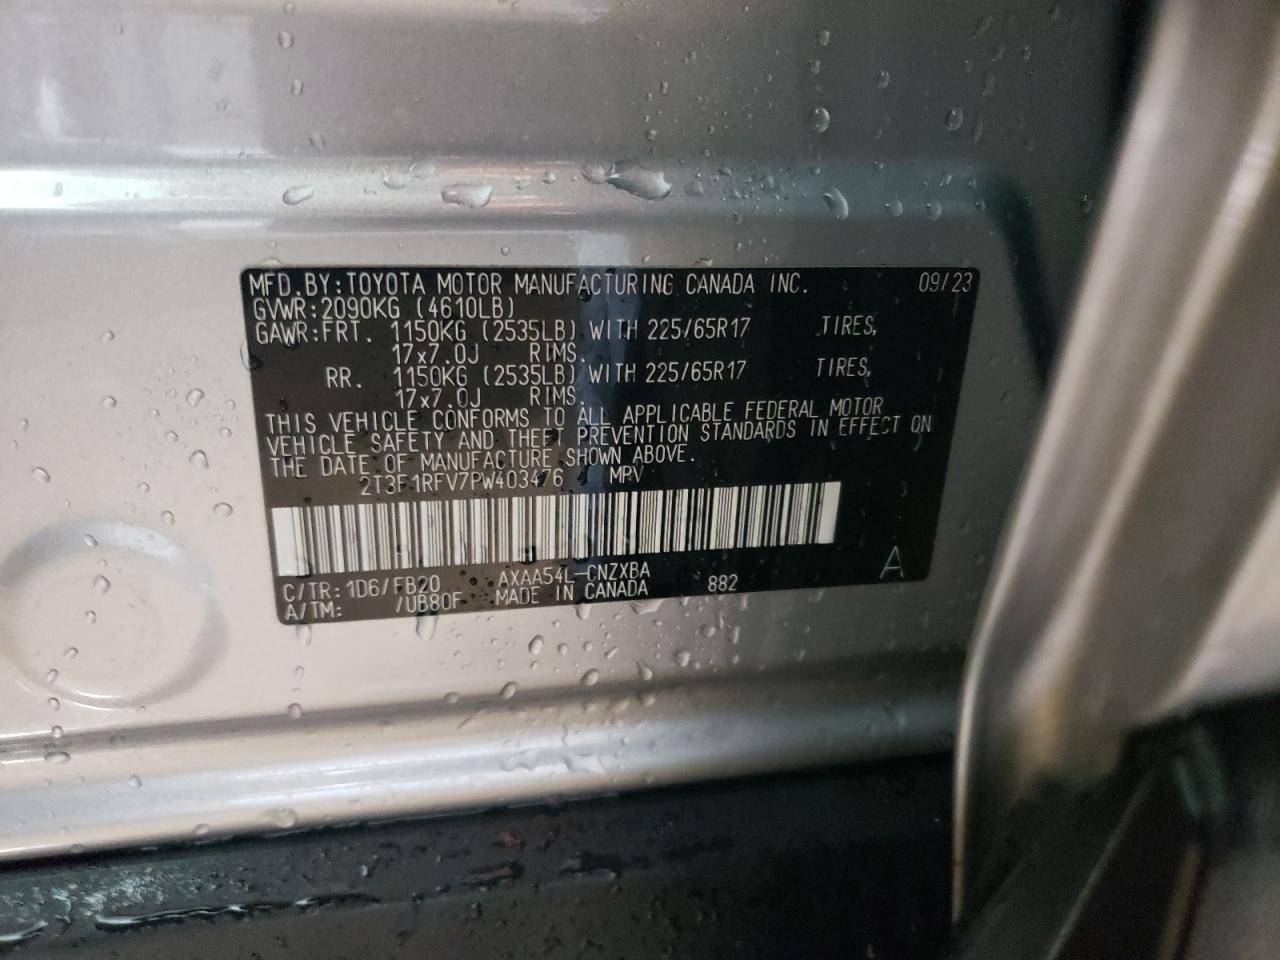 MFD.BY:TOYOTA MOTOR MANUFACTURING CANADA INC. 09/23
GVWR:2090KG (4610LB)
GAWR:FRT. 1150KG (2535LB) WITH 225/65R17 TIRES,
17x7.0J RIMS.
RR. 1150KG (2535LB) WITH 225/65R17 TIRES,
17x7.0J RIMS.
THIS VEHICLE CONFORMS TO ALL APPLICABLE FEDERAL MOTOR
VEHICLE SAFETY AND THEFT PREVENTION STANDARDS IN EFFECT ON
THE DATE OF MANUFACTURE SHOWN ABOVE.
2T3F1RFV7PW403476 MPV
C/TR:1D6/FB20 AXAA54L-CNZXBA 882 A
A/TM: /UB80F MADE IN CANADA